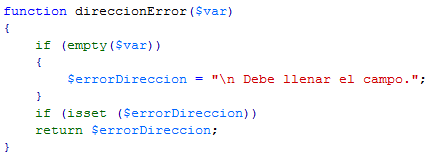 function direccionError($var)
{
    if (empty($var))
    {
        $errorDireccion = "\n Debe llenar el campo.";
    }
    if (isset ($errorDireccion))
    return $errorDireccion;
}